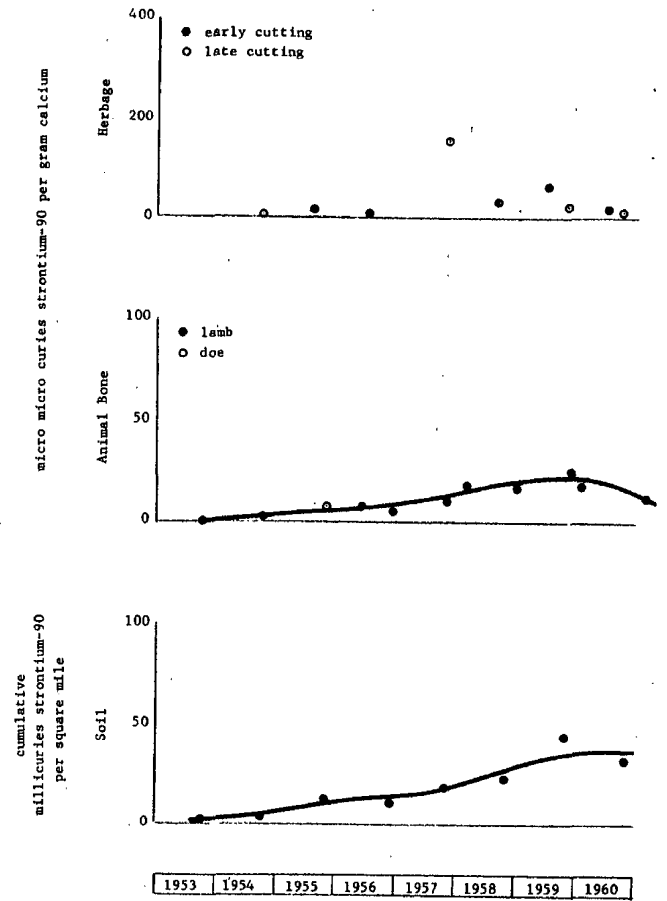 micro micro curies strontium-90 per gram calcium
Herbage
400
200
0
early cutting
late cutting
Animal Bone
100
50
0
lamb
doe
cumulative
millicuries strontium-90
per square mile
Soil
100
50
0
1953 1954 1955 1956 1957 1958 1959 1960